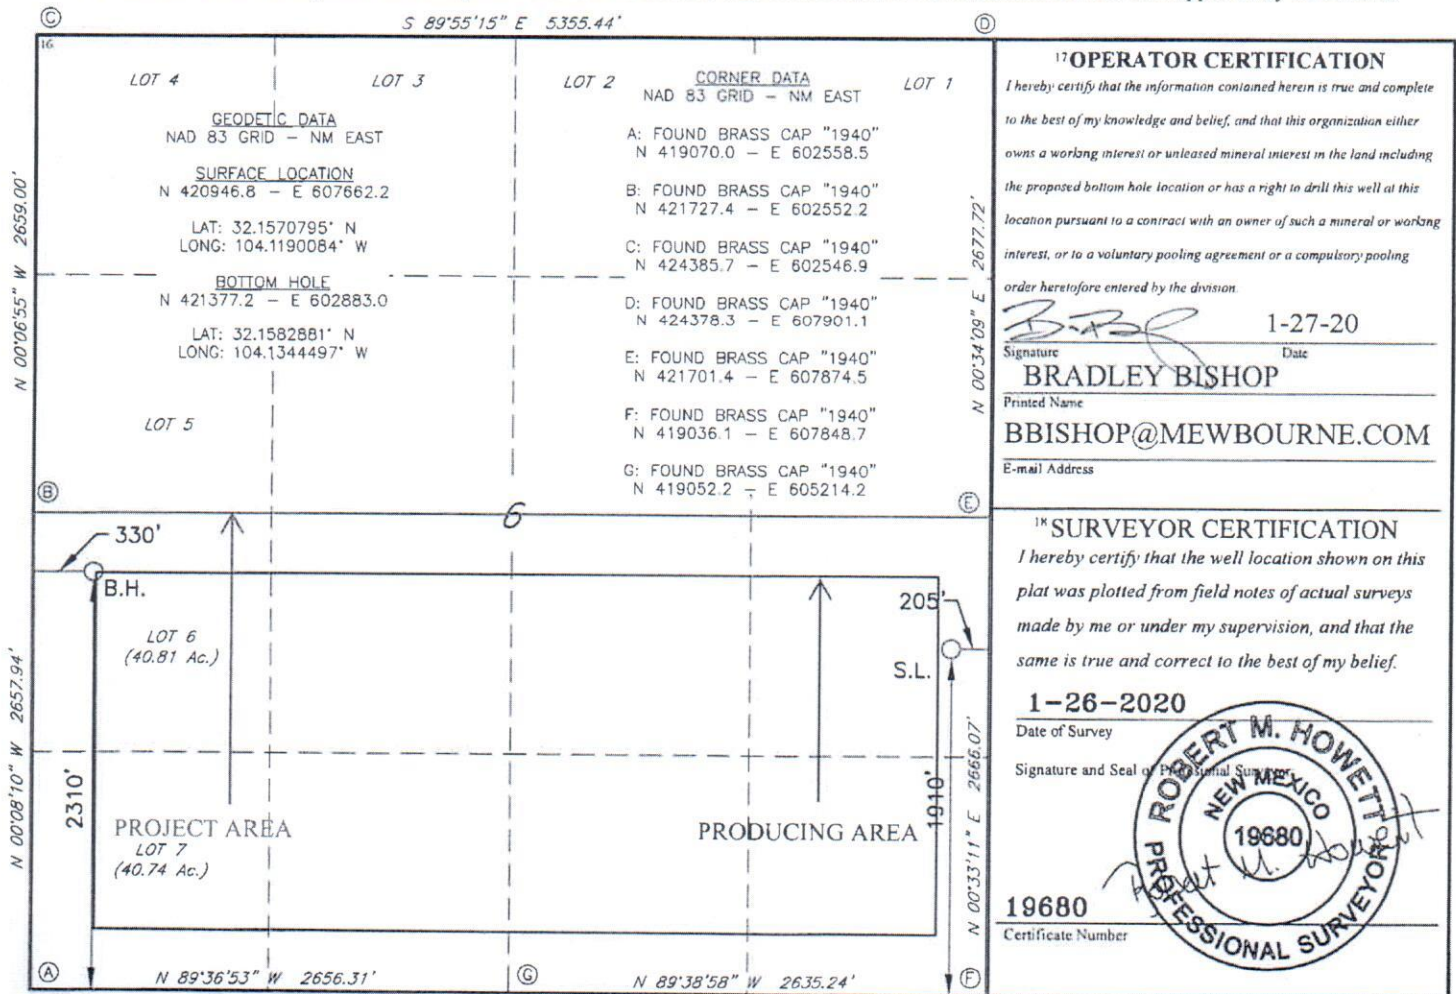 S 89°55'15" E 5355.44'
C
D
16
LOT 4
LOT 3
LOT 2
LOT 1
GEODETIC DATA
NAD 83 GRID – NM EAST
SURFACE LOCATION
N 420946.8 – E 607662.2
LAT: 32.1570795° N
LONG: 104.1190084° W
BOTTOM HOLE
N 421377.2 – E 602883.0
LAT: 32.1582881° N
LONG: 104.1344497° W
LOT 5
CORNER DATA
NAD 83 GRID – NM EAST
A: FOUND BRASS CAP "1940"
N 419070.0 – E 602558.5
B: FOUND BRASS CAP "1940"
N 421727.4 – E 602552.2
C: FOUND BRASS CAP "1940"
N 424385.7 – E 602546.9
D: FOUND BRASS CAP "1940"
N 424378.3 – E 607901.1
E: FOUND BRASS CAP "1940"
N 421701.4 – E 607874.5
F: FOUND BRASS CAP "1940"
N 419036.1 – E 607848.7
G: FOUND BRASS CAP "1940"
N 419052.2 – E 605214.2
N 00°06'55" W 2659.00'
N 00°34'09" E 2677.72'
B
E
6
330'
B.H.
LOT 6
(40.81 Ac.)
205'
S.L.
N 00°08'10" W 2657.94'
2310'
PROJECT AREA
LOT 7
(40.74 Ac.)
PRODUCING AREA
1910'
N 00°33'11" E 2666.07'
A
N 89°36'53" W 2656.31'
G
N 89°38'58" W 2635.24'
F
17 OPERATOR CERTIFICATION
I hereby certify that the information contained herein is true and complete
to the best of my knowledge and belief, and that this organization either
owns a working interest or unleased mineral interest in the land including
the proposed bottom hole location or has a right to drill this well at this
location pursuant to a contract with an owner of such a mineral or working
interest, or to a voluntary pooling agreement or a compulsory pooling
order heretofore entered by the division.
1-27-20
Signature Date
BRADLEY BISHOP
Printed Name
BBISHOP@MEWBOURNE.COM
E-mail Address
18 SURVEYOR CERTIFICATION
I hereby certify that the well location shown on this
plat was plotted from field notes of actual surveys
made by me or under my supervision, and that the
same is true and correct to the best of my belief.
1-26-2020
Date of Survey
Signature and Seal of Professional Surveyor:
ROBERT M. HOWETT
NEW MEXICO
19680
PROFESSIONAL SURVEYOR
Robert M. Howett
19680
Certificate Number